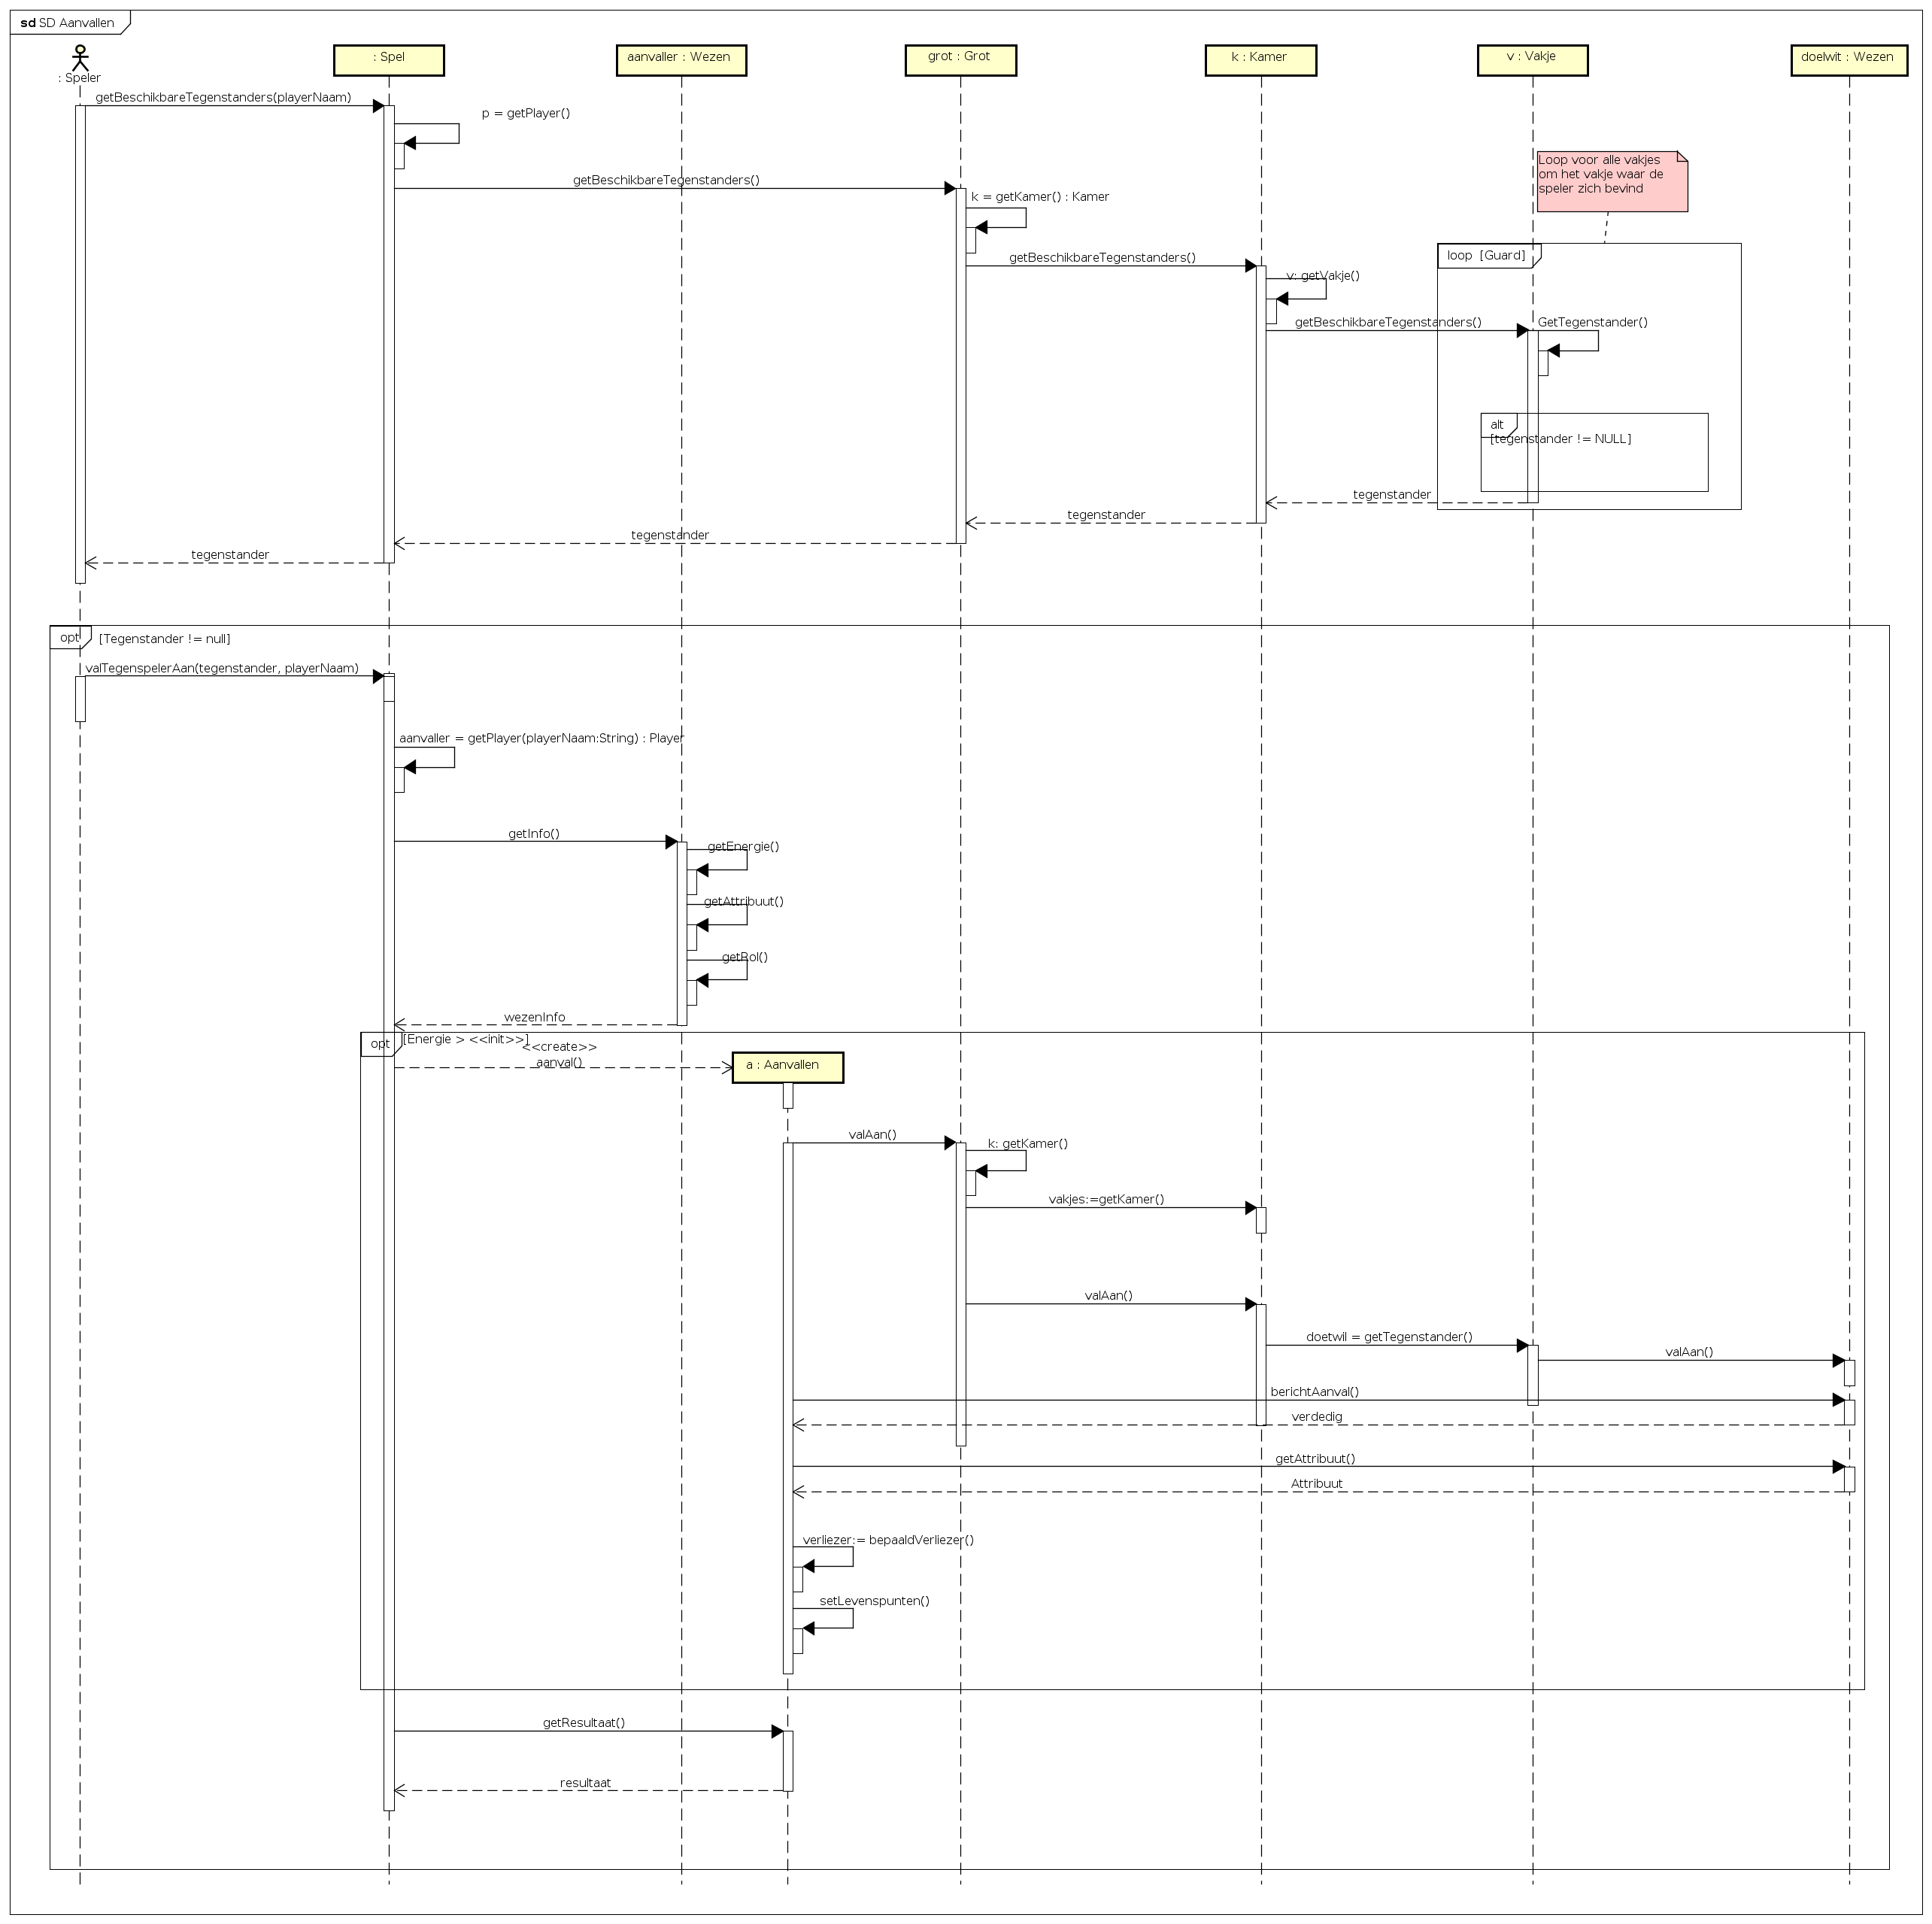 sd SD Aanvallen
: Speler
: Spel
aanvaller : Wezen
grot : Grot
k : Kamer
v : Vakje
doelwit : Wezen
getBeschikbareTegenstanders(playerNaam)
p = getPlayer()
Loop voor alle vakjes
om het vakje waar de
speler zich bevind
getBeschikbareTegenstanders()
k = getKamer() : Kamer
loop [Guard]
getBeschikbareTegenstanders()
v: getVakje()
getBeschikbareTegenstanders()
GetTegenstander()
alt
[tegenstander != NULL]
tegenstander
tegenstander
tegenstander
tegenstander
opt [Tegenstander != null]
valTegenspelerAan(tegenstander, playerNaam)
aanvaller = getPlayer(playerNaam:String) : Player
getInfo()
getEnergie()
getAttribuut()
getRol()
wezenInfo
opt [Energie > <<init>>]
<<create>>
aanval()
a : Aanvallen
valAan()
k: getKamer()
vakjes:=getKamer()
valAan()
doetwil = getTegenstander()
valAan()
berichtAanval()
verdedig
getAttribuut()
Attribuut
verliezer:= bepaaldVerliezer()
setLevenspunten()
getResultaat()
resultaat